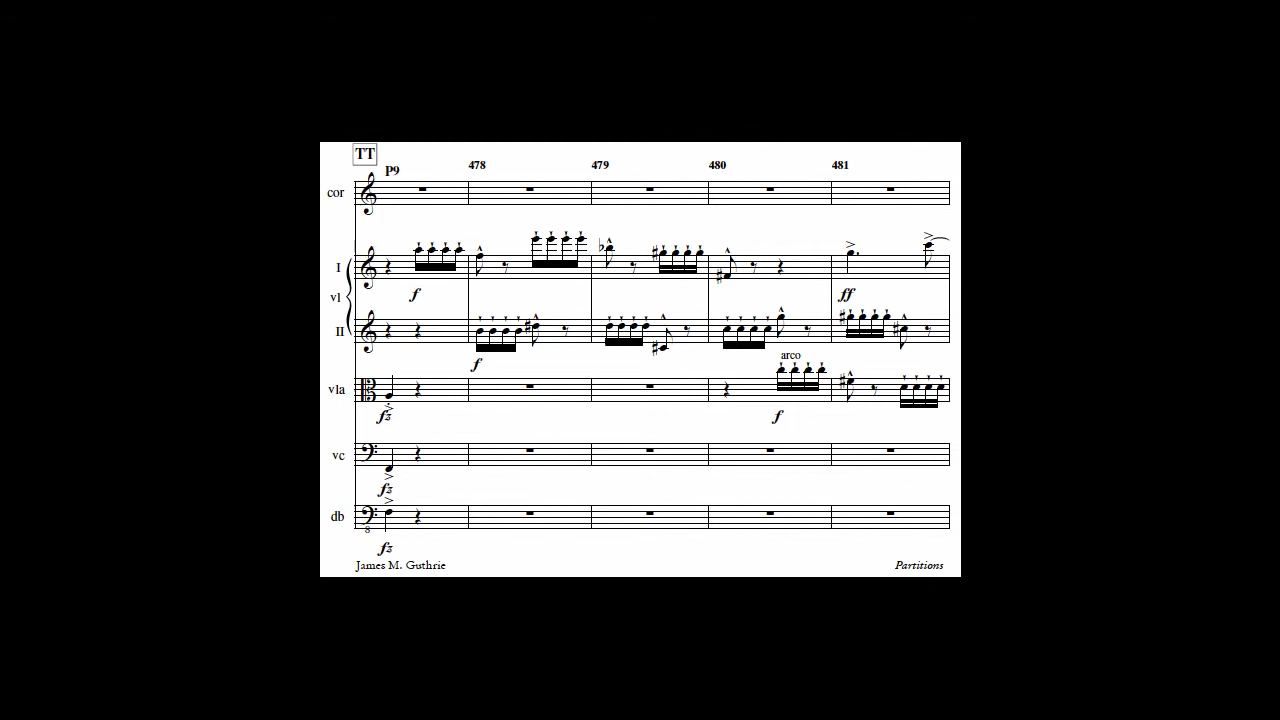 TT
P9 478 479 480 481
cor
I
f ff
vl
II
f arco
vla
fz f
vc
fz
db
8
fz
James M. Guthrie Partitions